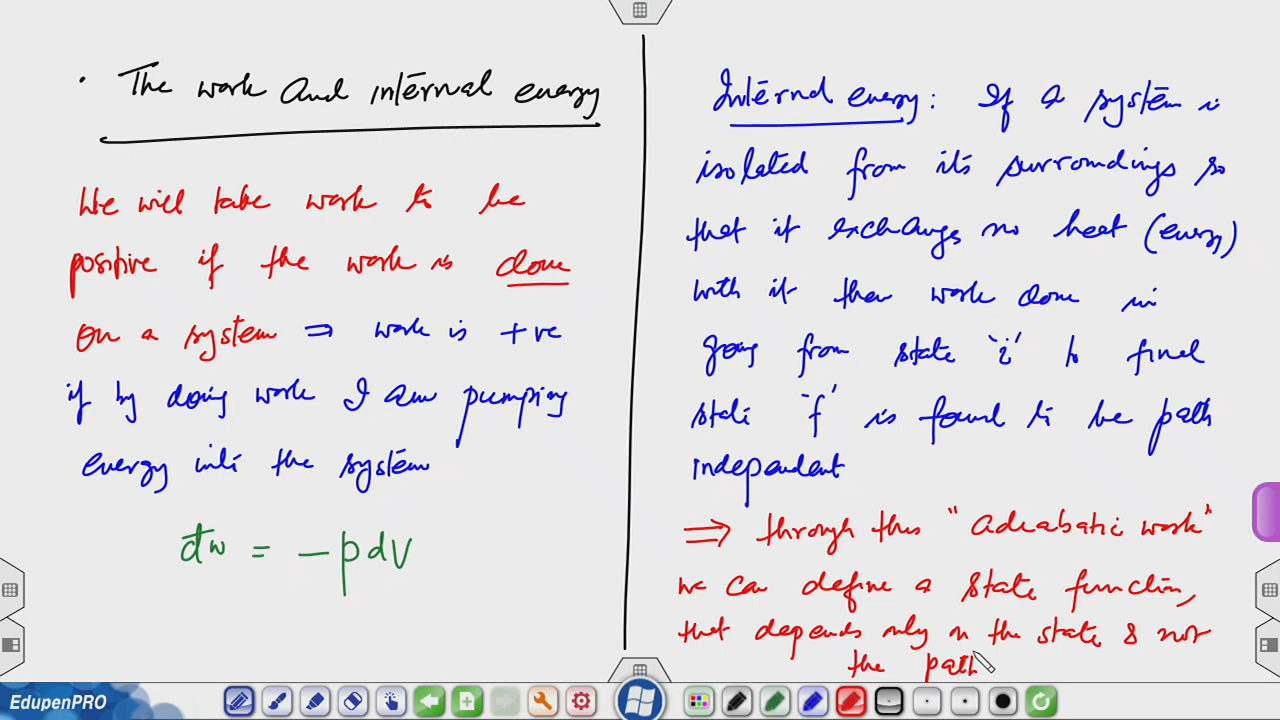 • The work and internal energy
We will take work to be
positive if the work is done
on a system ⇒ work is +ve
if by doing work I am pumping
energy into the system
đw = -pdV
Internal energy: If a system is
isolated from its surroundings so
that it exchanges no heat (energy)
with it then work done in
going from state 'i' to final
state 'f' is found to be path
independent
⇒ through this "adiabatic work"
we can define a state function,
that depends only on the state & not
the path
EdupenPRO